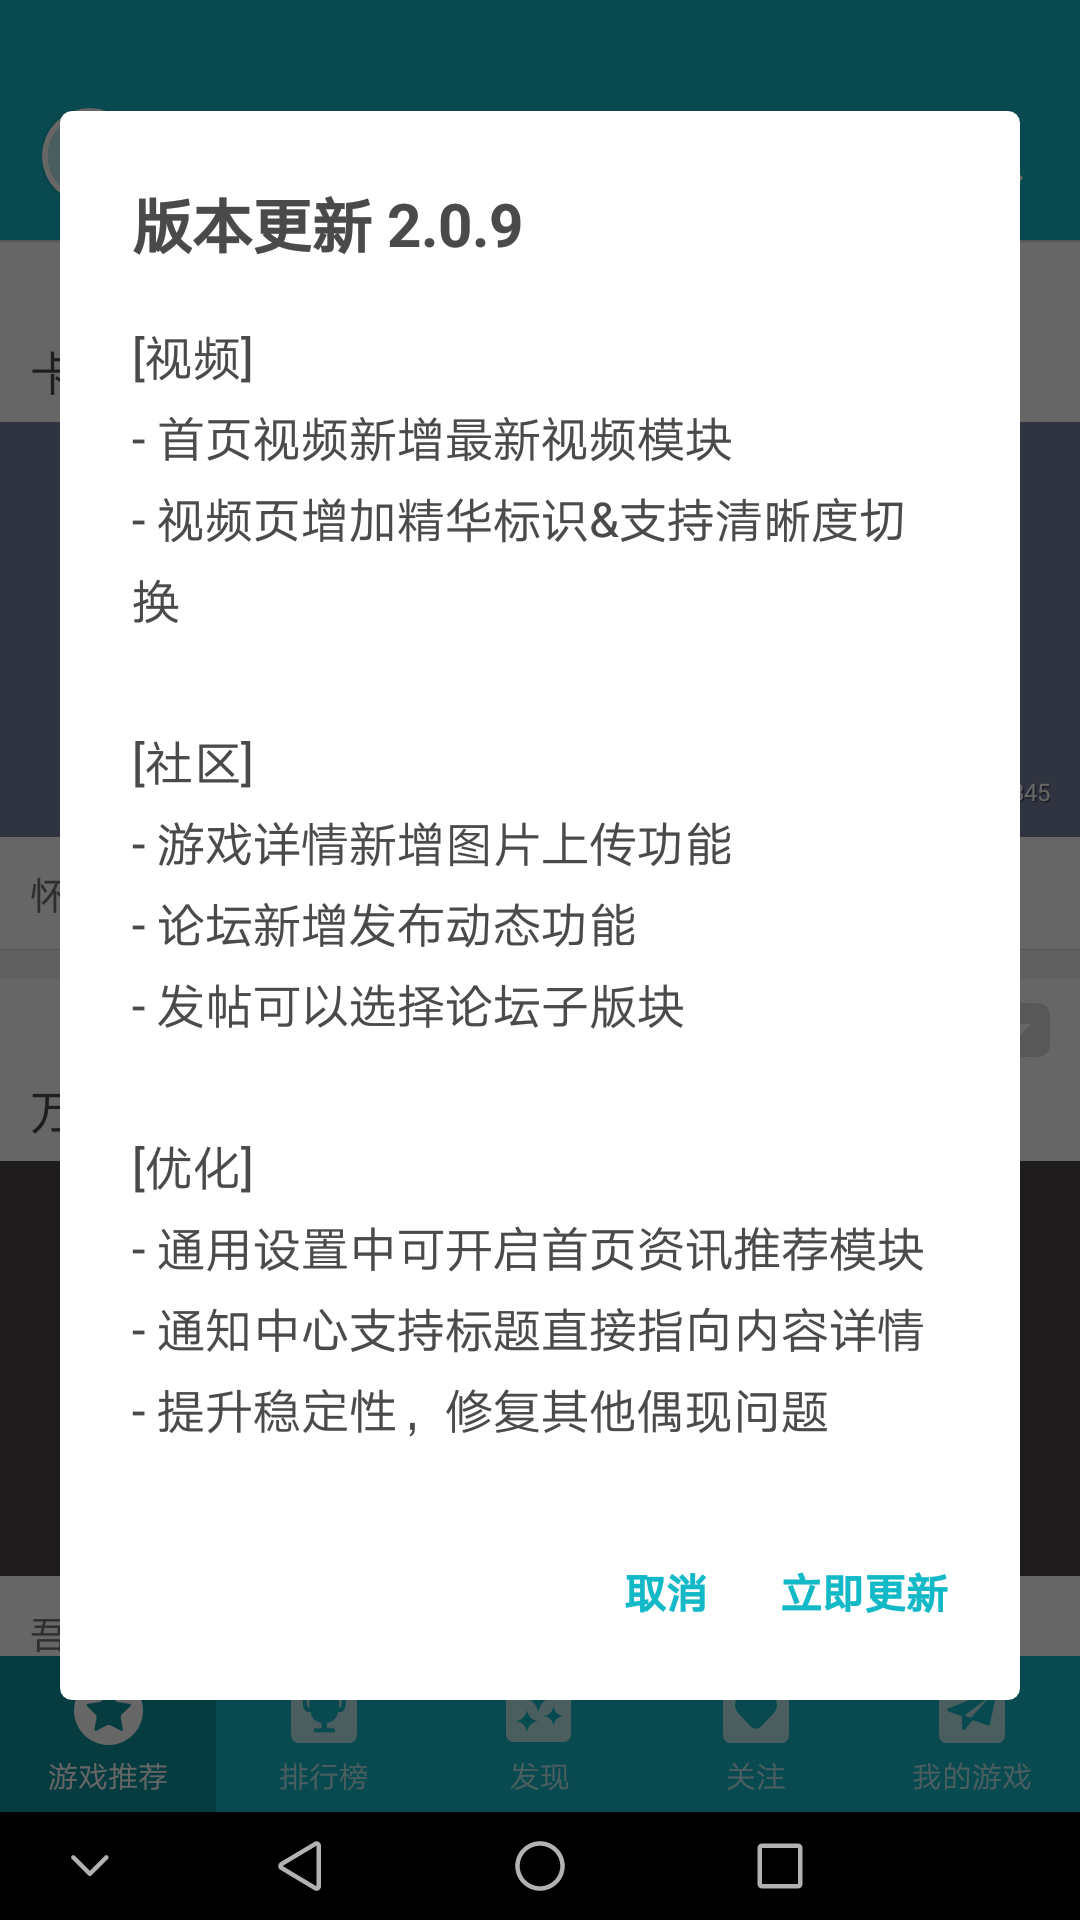 版本更新 2.0.9
[视频]
- 首页视频新增最新视频模块
- 视频页增加精华标识&支持清晰度切
换
[社区]
- 游戏详情新增图片上传功能
- 论坛新增发布动态功能
- 发帖可以选择论坛子版块
[优化]
- 通用设置中可开启首页资讯推荐模块
- 通知中心支持标题直接指向内容详情
- 提升稳定性，修复其他偶现问题
取消 立即更新
游戏推荐 排行榜 发现 关注 我的游戏